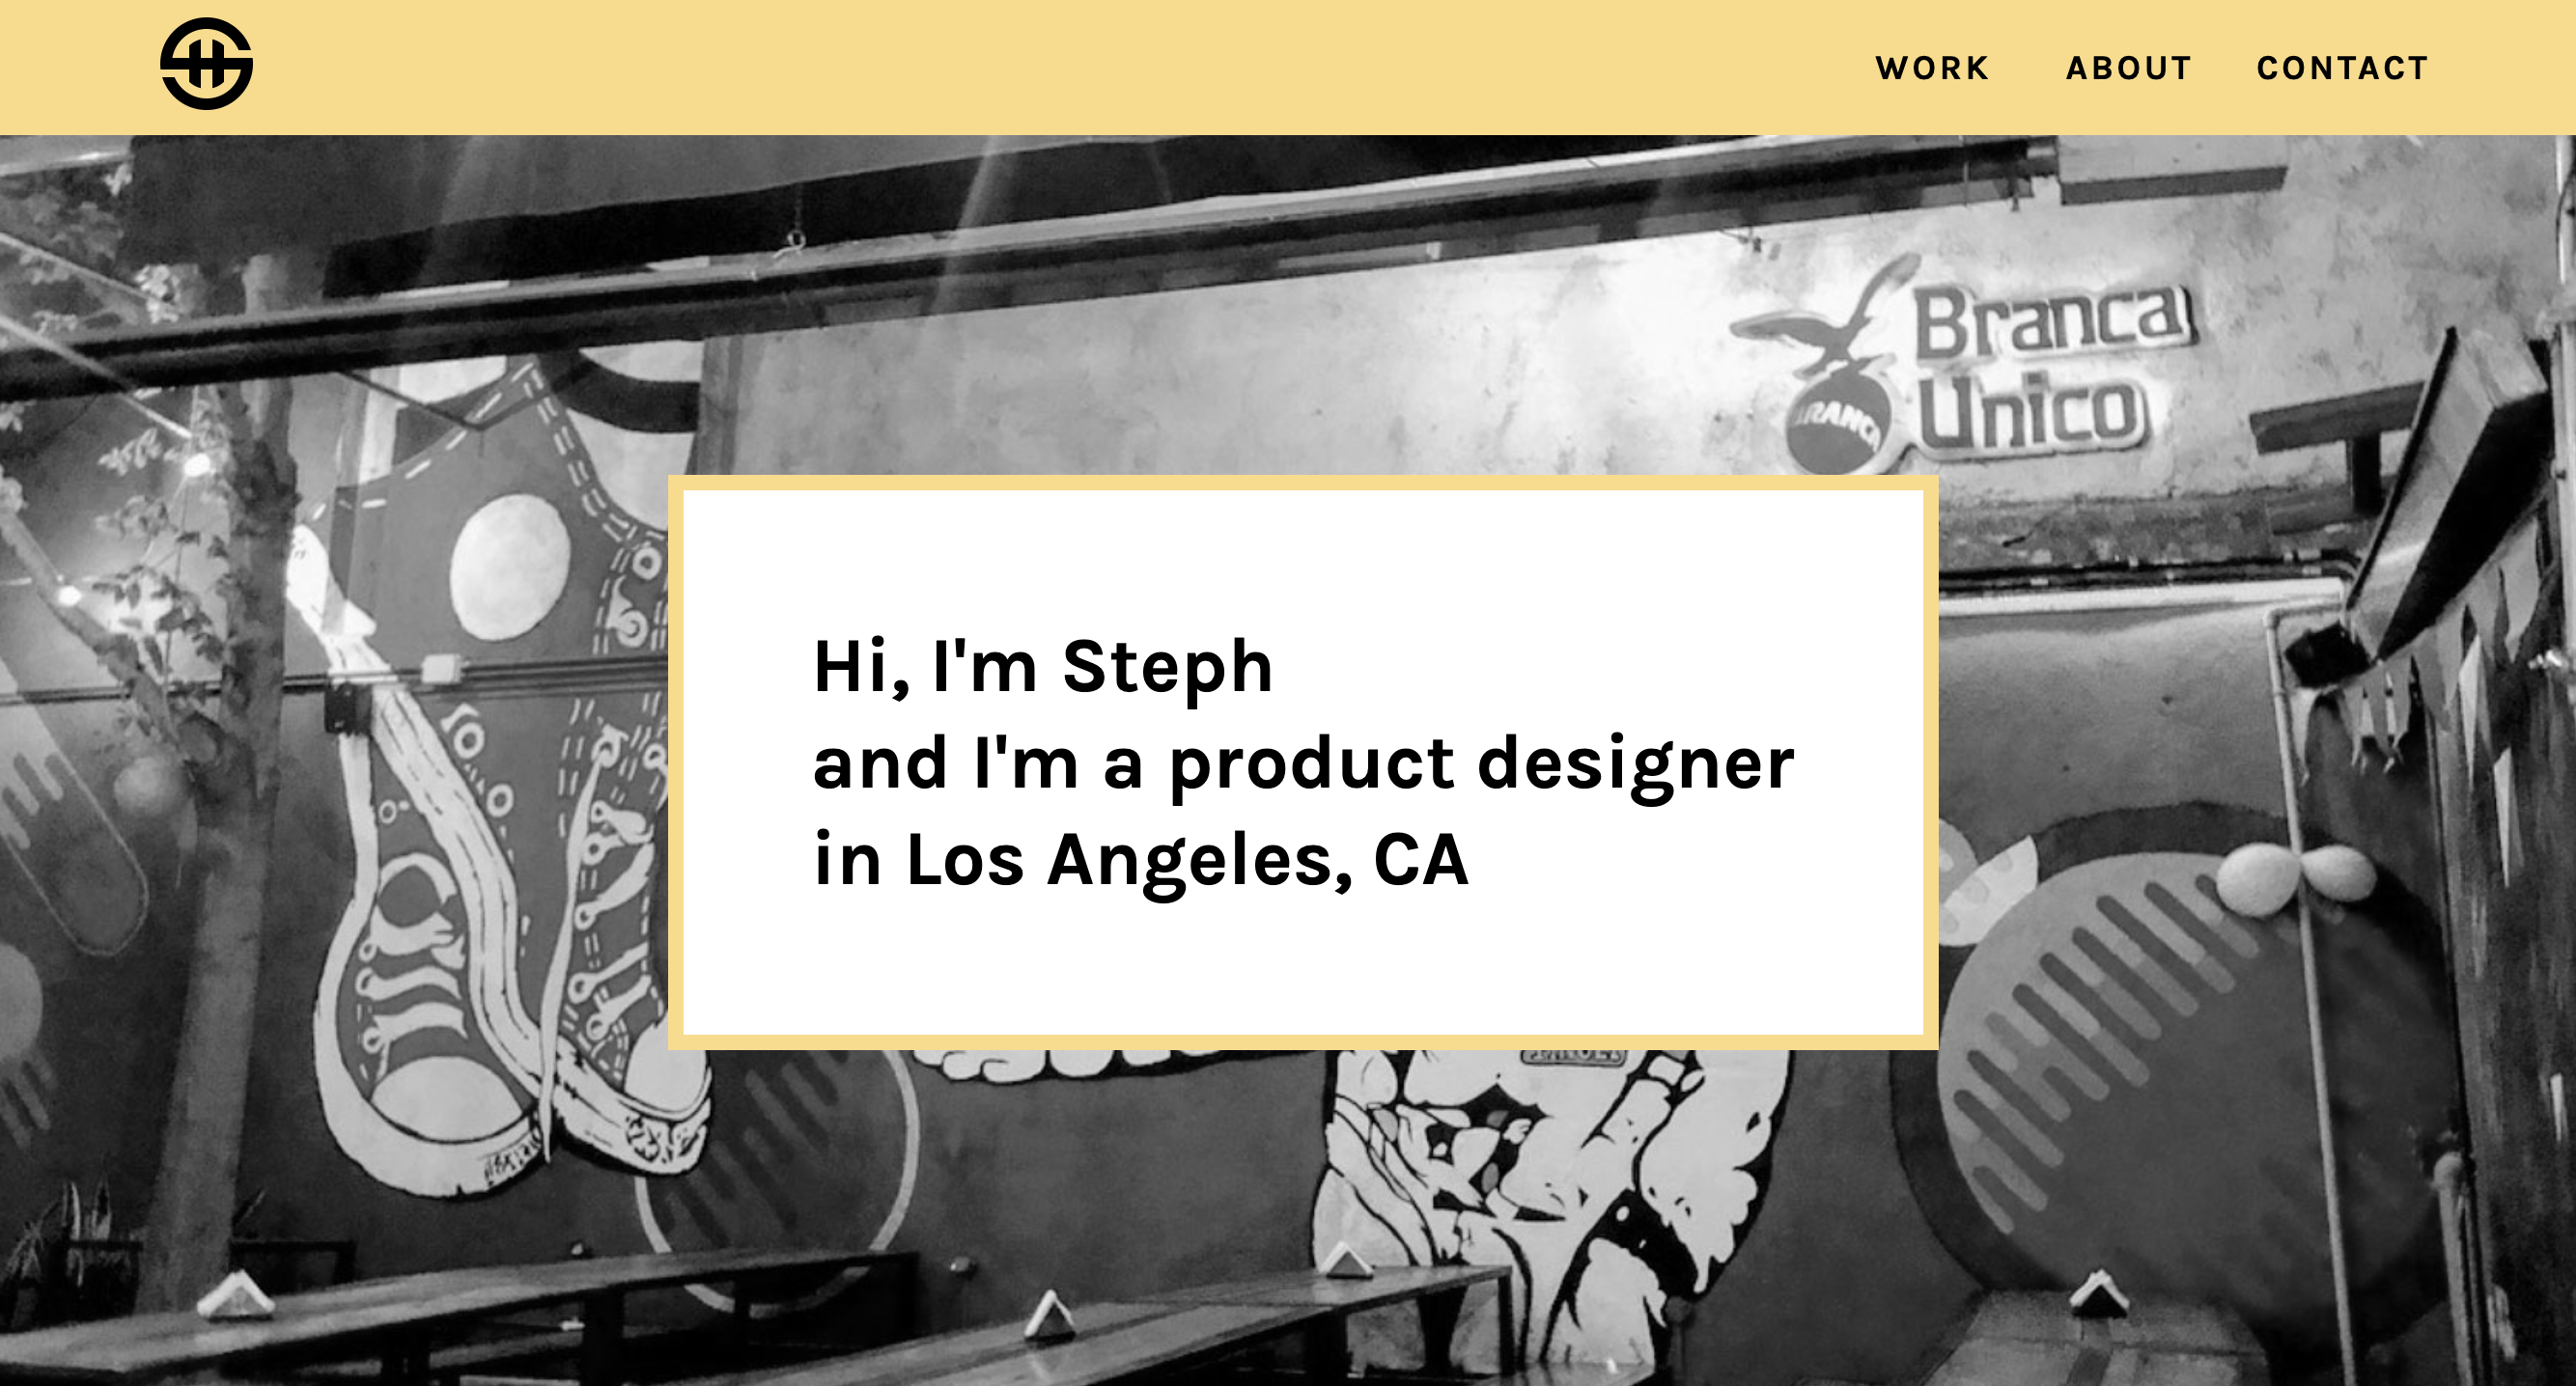 WORK ABOUT CONTACT
Branca
Unico
BRANCA
Hi, I'm Steph
and I'm a product designer
in Los Angeles, CA